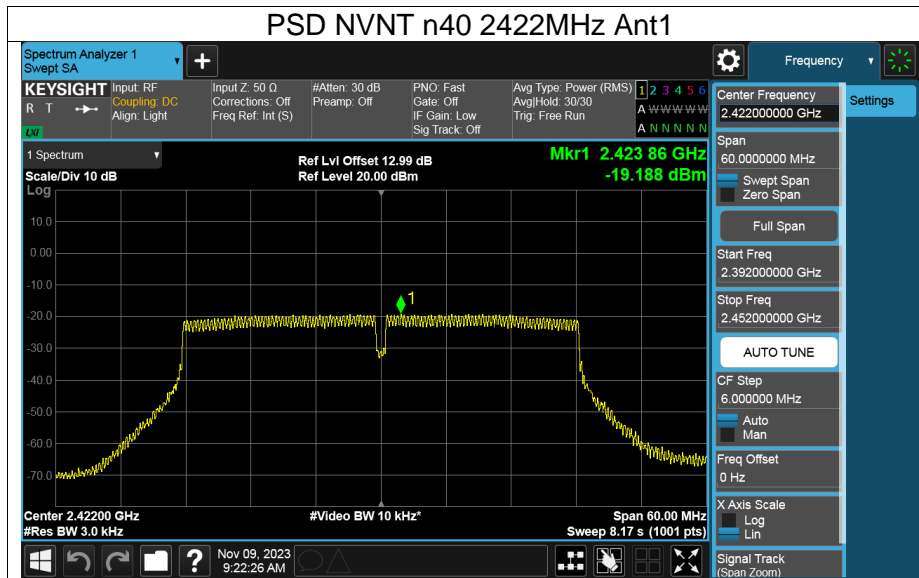 PSD NVNT n40 2422MHz Ant1
Spectrum Analyzer 1
Swept SA
+
Frequency
KEYSIGHT
R T
LXI
Input: RF
Coupling: DC
Align: Light
Input Z: 50 Ω
Corrections: Off
Freq Ref: Int (S)
#Atten: 30 dB
Preamp: Off
PNO: Fast
Gate: Off
IF Gain: Low
Sig Track: Off
Avg Type: Power (RMS)
Avg|Hold: 30/30
Trig: Free Run
1 2 3 4 5 6
A W W W W W
A N N N N N
1 Spectrum
Scale/Div 10 dB
Ref Lvl Offset 12.99 dB
Ref Level 20.00 dBm
Mkr1 2.423 86 GHz
-19.188 dBm
Log
10.0
0.00
-10.0
-20.0
-30.0
-40.0
-50.0
-60.0
-70.0
1
Center 2.42200 GHz
#Res BW 3.0 kHz
#Video BW 10 kHz*
Span 60.00 MHz
Sweep 8.17 s (1001 pts)
?
Nov 09, 2023
9:22:26 AM
Center Frequency
2.422000000 GHz
Settings
Span
60.0000000 MHz
Swept Span
Zero Span
Full Span
Start Freq
2.392000000 GHz
Stop Freq
2.452000000 GHz
AUTO TUNE
CF Step
6.000000 MHz
Auto
Man
Freq Offset
0 Hz
X Axis Scale
Log
Lin
Signal Track
(Span Zoom)